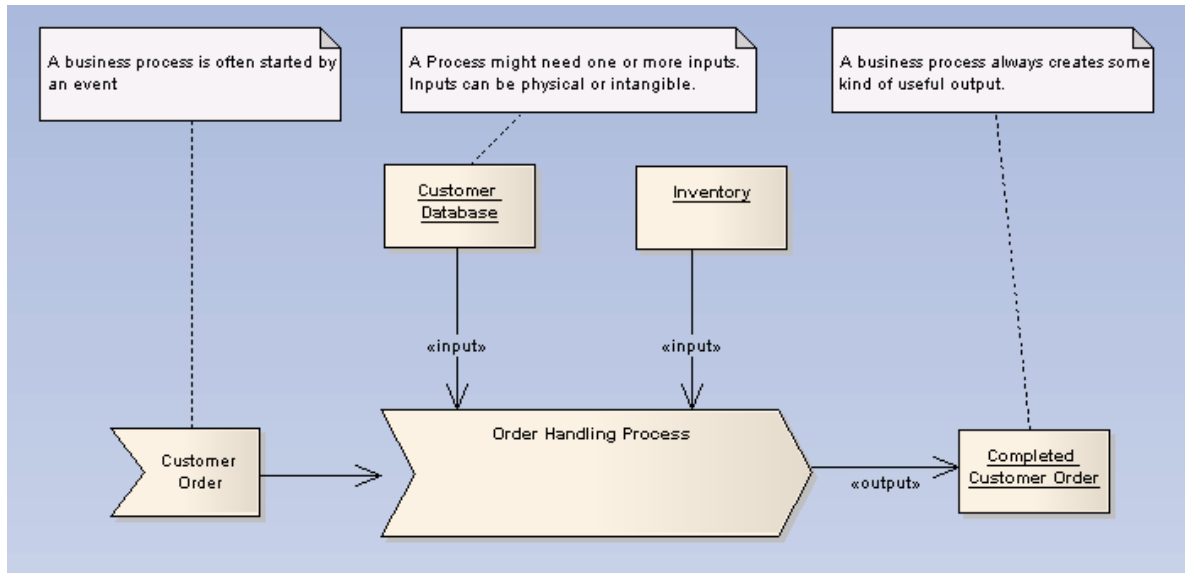 A business process is often started by
an event
A Process might need one or more inputs.
Inputs can be physical or intangible.
A business process always creates some
kind of useful output.
Customer
Database
Inventory
«input»
«input»
Customer
Order
Order Handling Process
«output»
Completed
Customer Order